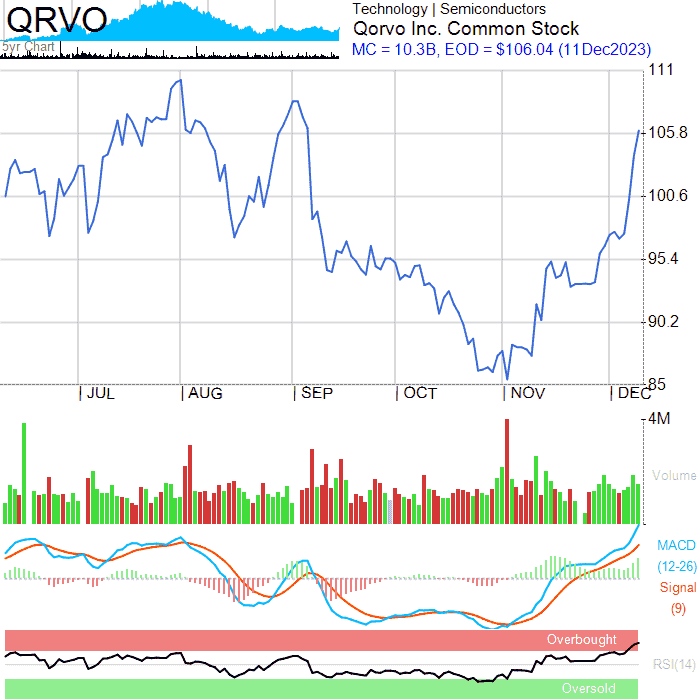 QRVO
5yr Chart
Technology | Semiconductors
Qorvo Inc. Common Stock
MC = 10.3B, EOD = $106.04 (11Dec2023)
111
105.8
100.6
95.4
90.2
85
JUL AUG SEP OCT NOV DEC
4M
Volume
MACD
(12-26)
Signal
(9)
Overbought
RSI(14)
Oversold